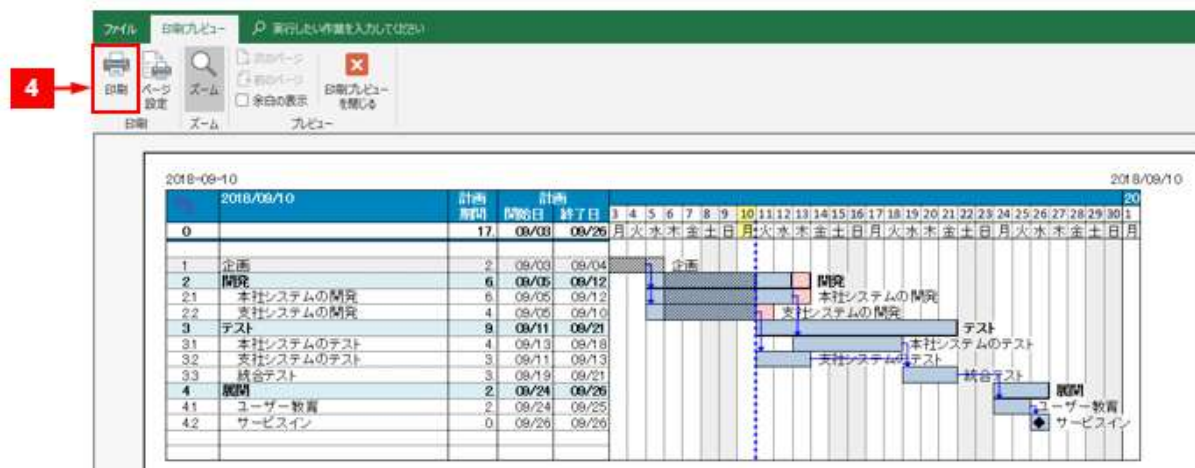 ファイル 印刷プレビュー 実行したい作業を入力してください
4
印刷 ページ設定 ズーム 次のページ
前のページ
余白の表示
印刷プレビューを閉じる
印刷 ズーム プレビュー
2018-09-10 2018/09/10
2018/09/10 計画 計画 20
期間 開始日 終了日 3 4 5 6 7 8 9 10 11 12 13 14 15 16 17 18 19 20 21 22 23 24 25 26 27 28 29 30 1
0 17 09/03 09/26 月 火 水 木 金 土 日 月 火 水 木 金 土 日 月 火 水 木 金 土 日 月 火 水 木 金 土 日 月
1 企画 2 09/03 09/04 企画
2 開発 6 09/05 09/12 開発
2.1 本社システムの開発 6 09/05 09/12 本社システムの開発
2.2 支社システムの開発 4 09/05 09/10 支社システムの開発
3 テスト 9 09/11 09/21 テスト
3.1 本社システムのテスト 4 09/13 09/18 本社システムのテスト
3.2 支社システムのテスト 3 09/11 09/13 支社システムのテスト
3.3 統合テスト 3 09/19 09/21 統合テスト
4 展開 2 09/24 09/26 展開
4.1 ユーザー教育 2 09/24 09/25 ユーザー教育
4.2 サービスイン 0 09/26 09/26 サービスイン